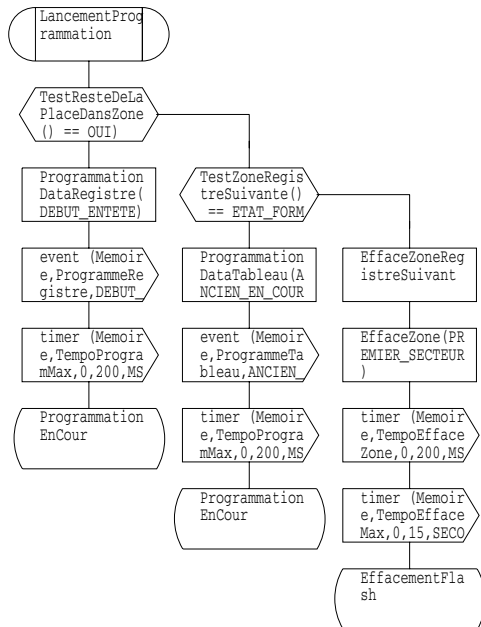 LancementProg
rammation
TestResteDeLa
PlaceDansZone
() == OUI)
Programmation
DataRegistre(
DEBUT_ENTETE)
event (Memoir
e,ProgrammeRe
gistre,DEBUT_
timer (Memoir
e,TempoProgra
mMax,0,200,MS
Programmation
EnCour
TestZoneRegis
treSuivante()
== ETAT_FORM
Programmation
DataTableau(A
NCIEN_EN_COUR
event (Memoir
e,ProgrammeTa
bleau,ANCIEN_
timer (Memoir
e,TempoProgra
mMax,0,200,MS
Programmation
EnCour
EffaceZoneReg
istreSuivant
EffaceZone(PR
EMIER_SECTEUR
)
timer (Memoir
e,TempoEfface
Zone,0,200,MS
timer (Memoir
e,TempoEfface
Max,0,15,SECO
EffacementFla
sh